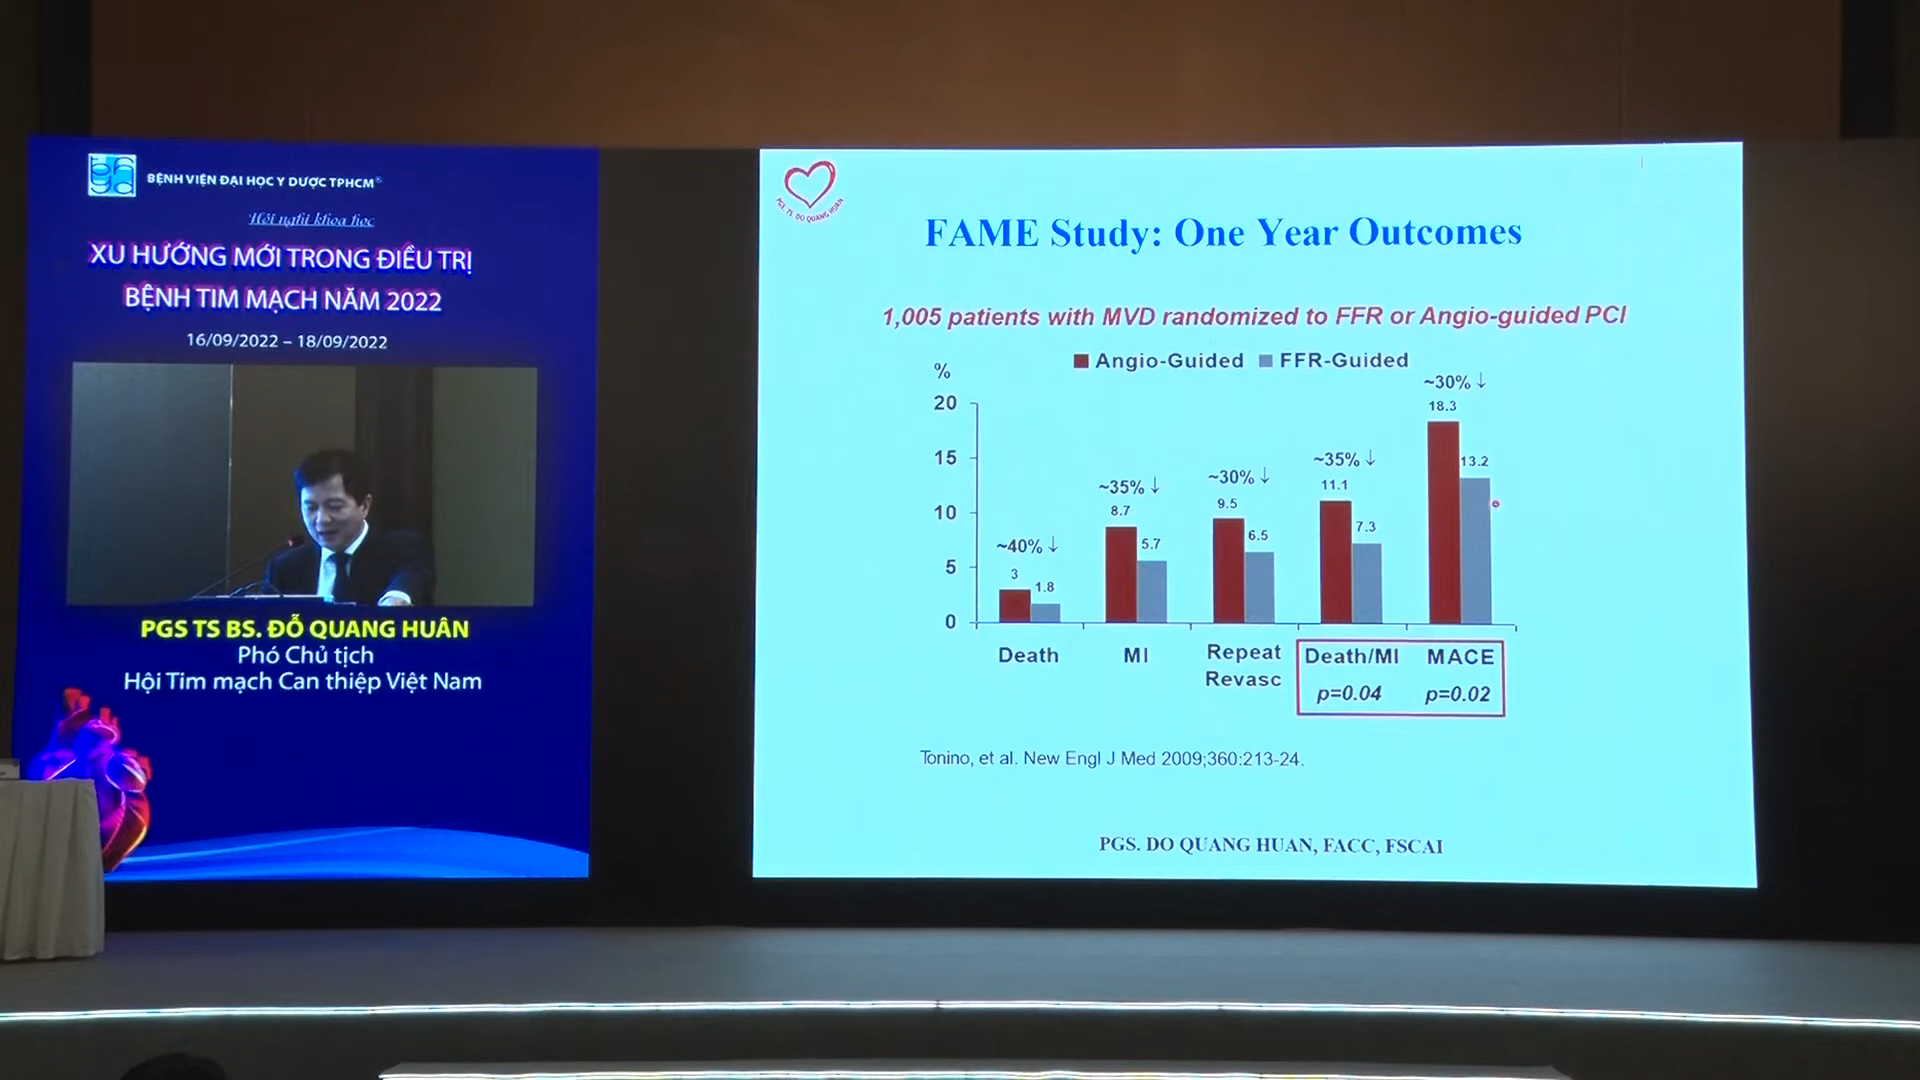 BỆNH VIỆN ĐẠI HỌC Y DƯỢC TPHCM®
Hội nghị khoa học
XU HƯỚNG MỚI TRONG ĐIỀU TRỊ
BỆNH TIM MẠCH NĂM 2022
16/09/2022 – 18/09/2022
PGS TS BS. ĐỖ QUANG HUÂN
Phó Chủ tịch
Hội Tim mạch Can thiệp Việt Nam
PGS. TS. DO QUANG HUAN
FAME Study: One Year Outcomes
1,005 patients with MVD randomized to FFR or Angio-guided PCI
Angio-Guided FFR-Guided
%
20
15
10
5
0
~40% ↓
3 1.8
~35% ↓
8.7 5.7
~30% ↓
9.5 6.5
~35% ↓
11.1 7.3
~30% ↓
18.3 13.2
Death MI Repeat Revasc Death/MI MACE
p=0.04 p=0.02
Tonino, et al. New Engl J Med 2009;360:213-24.
PGS. DO QUANG HUAN, FACC, FSCAI